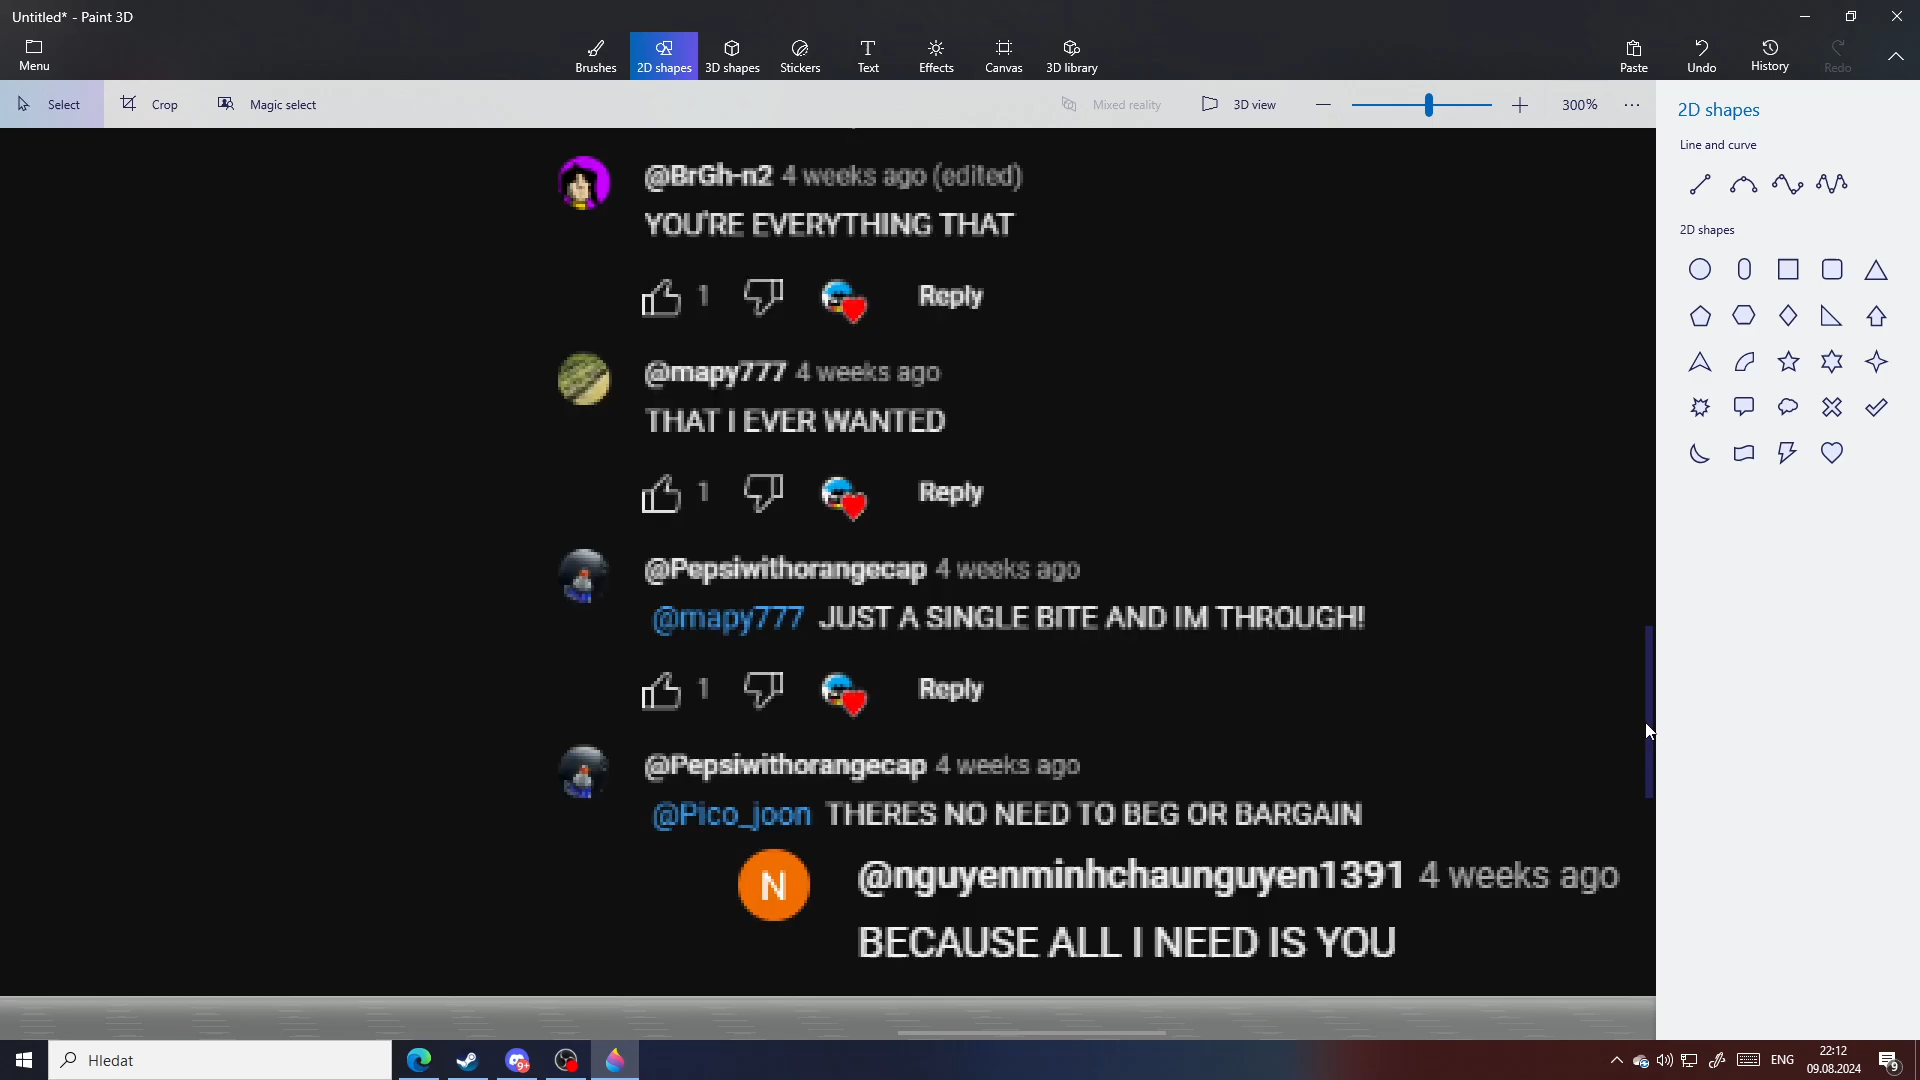 Untitled* - Paint 3D
Menu
Brushes
2D shapes
3D shapes
Stickers
Text
Effects
Canvas
3D library
Paste
Undo
History
Redo
Select
Crop
Magic select
Mixed reality
3D view
300%
2D shapes
Line and curve
2D shapes
@BrGh-n2 4 weeks ago (edited)
YOU'RE EVERYTHING THAT
1 Reply
@mapy777 4 weeks ago
THAT I EVER WANTED
1 Reply
@Pepsiwithorangecap 4 weeks ago
@mapy777 JUST A SINGLE BITE AND IM THROUGH!
1 Reply
@Pepsiwithorangecap 4 weeks ago
@Pico_joon THERES NO NEED TO BEG OR BARGAIN
N @nguyenminhchaunguyen1391 4 weeks ago
BECAUSE ALL I NEED IS YOU
Hledat
9+
ENG
22:12
09.08.2024
9